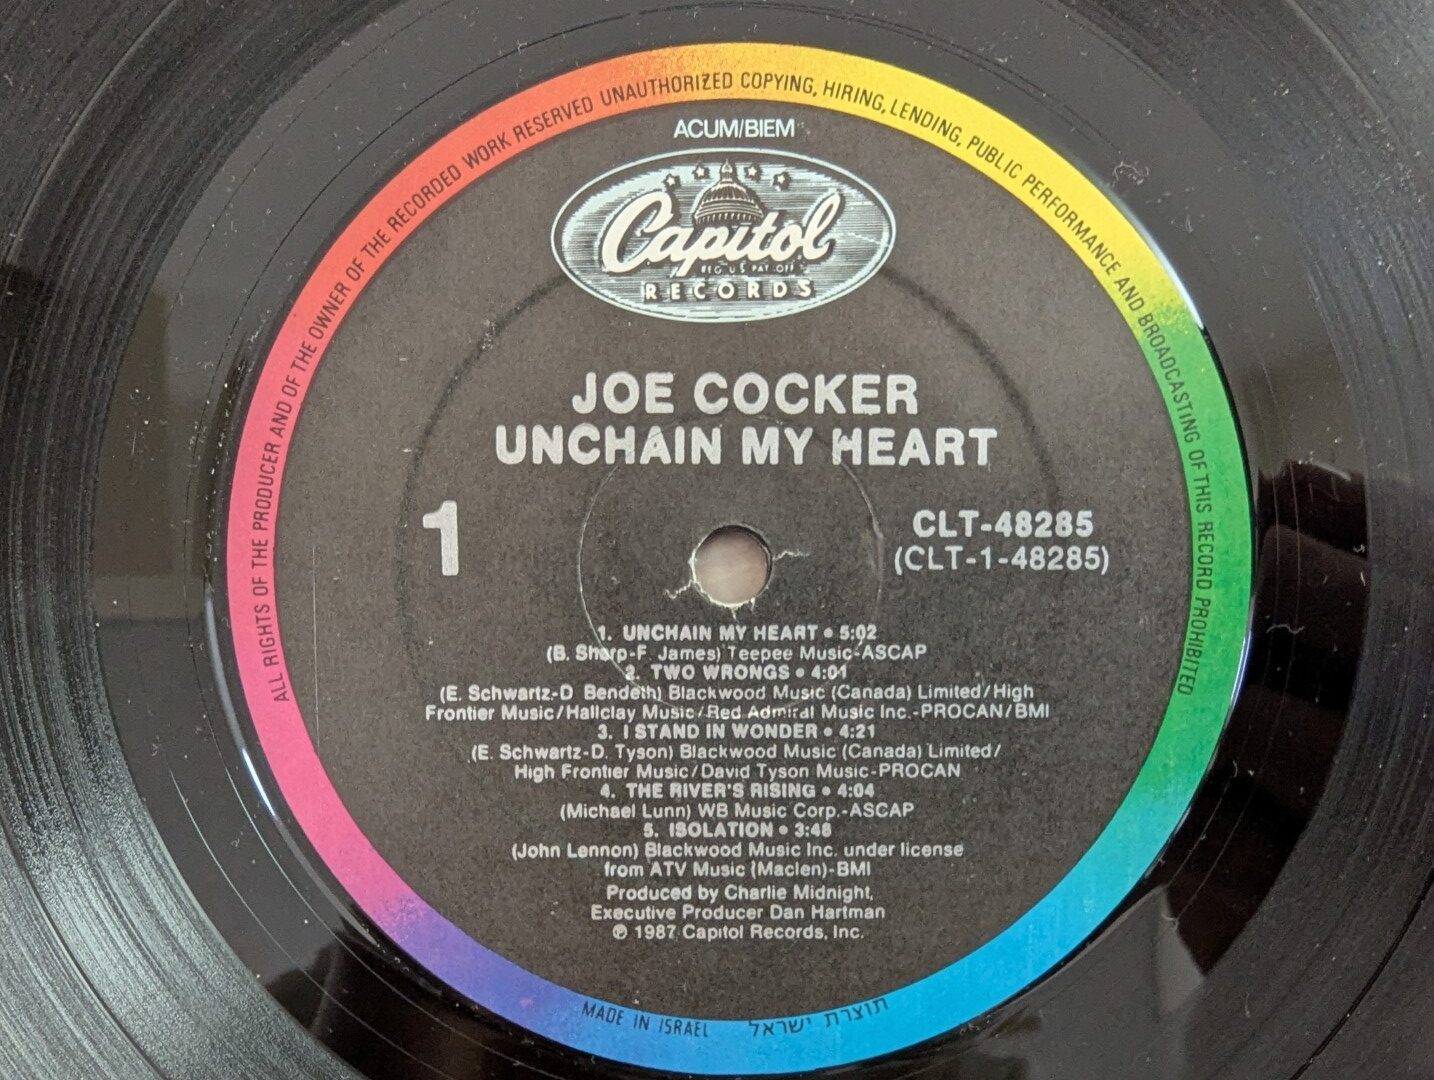 ALL RIGHTS OF THE PRODUCER AND OF THE OWNER OF THE RECORDED WORK RESERVED UNAUTHORIZED COPYING, HIRING, LENDING, PUBLIC PERFORMANCE AND BROADCASTING OF THIS RECORD PROHIBITED
ACUM/BIEM
Capitol
REG U S PAT OFF
RECORDS
JOE COCKER
UNCHAIN MY HEART
1
CLT-48285
(CLT-1-48285)
1. UNCHAIN MY HEART • 5:02
(B. Sharp-F. James) Teepee Music-ASCAP
2. TWO WRONGS • 4:01
(E. Schwartz-D Bendeth) Blackwood Music (Canada) Limited/High
Frontier Music/Hallclay Music/Red Admiral Music Inc.-PROCAN/BMI
3. I STAND IN WONDER • 4:21
(E. Schwartz-D. Tyson) Blackwood Music (Canada) Limited/
High Frontier Music/David Tyson Music-PROCAN
4. THE RIVER'S RISING • 4:04
(Michael Lunn) WB Music Corp.-ASCAP
5. ISOLATION • 3:48
(John Lennon) Blackwood Music Inc. under license
from ATV Music (Maclen)-BMI
Produced by Charlie Midnight,
Executive Producer Dan Hartman
℗ 1987 Capitol Records, Inc.
MADE IN ISRAEL תוצרת ישראל